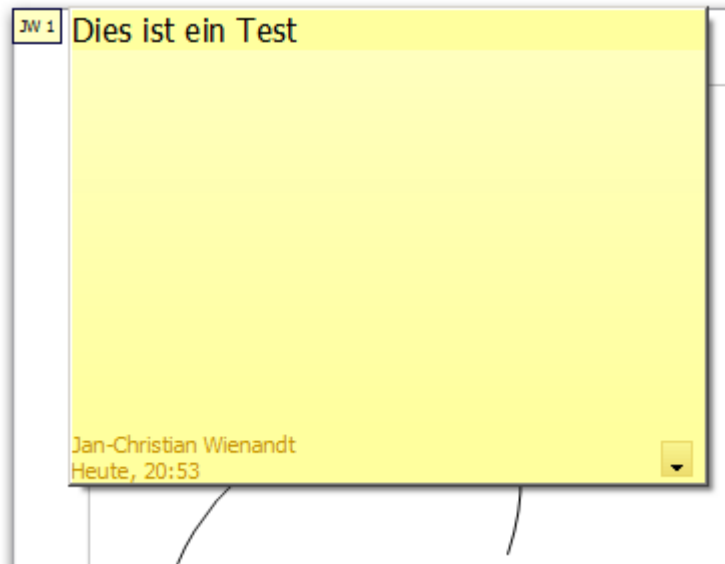 JW 1
Dies ist ein Test
Jan-Christian Wienandt
Heute, 20:53